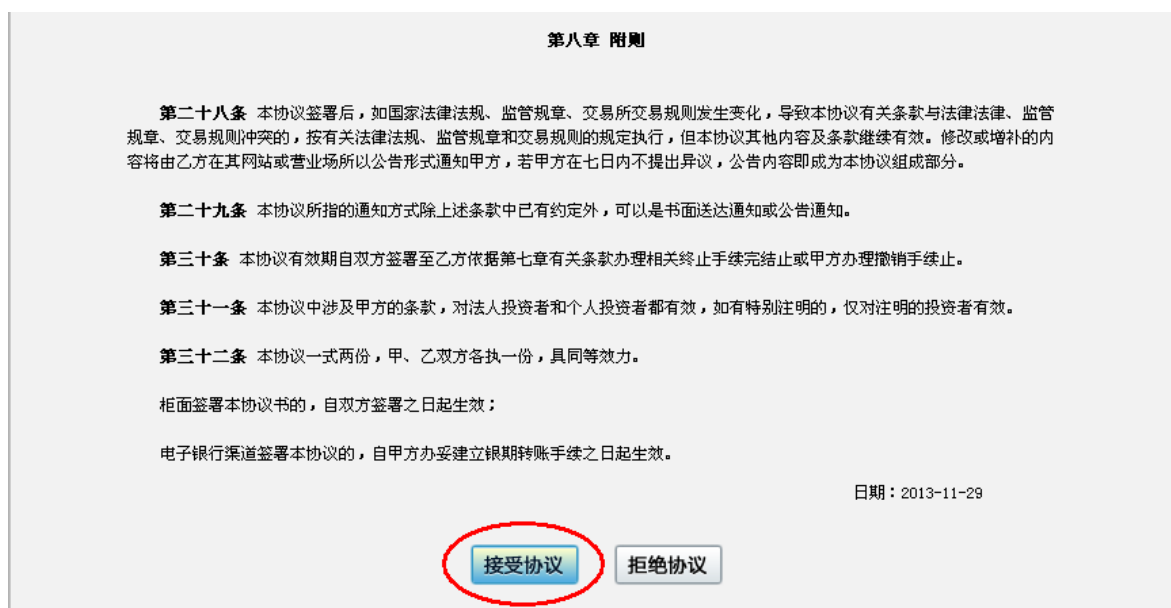 第八章 附则
第二十八条 本协议签署后，如国家法律法规、监管规章、交易所交易规则发生变化，导致本协议有关条款与法律法律、监管
规章、交易规则冲突的，按有关法律法规、监管规章和交易规则的规定执行，但本协议其他内容及条款继续有效。修改或增补的内
容将由乙方在其网站或营业场所以公告形式通知甲方，若甲方在七日内不提出异议，公告内容即成为本协议组成部分。
第二十九条 本协议所指的通知方式除上述条款中已有约定外，可以是书面送达通知或公告通知。
第三十条 本协议有效期自双方签署至乙方依据第七章有关条款办理相关终止手续完结止或甲方办理撤销手续止。
第三十一条 本协议中涉及甲方的条款，对法人投资者和个人投资者都有效，如有特别注明的，仅对注明的投资者有效。
第三十二条 本协议一式两份，甲、乙双方各执一份，具同等效力。
柜面签署本协议书的，自双方签署之日起生效；
电子银行渠道签署本协议的，自甲方办妥建立银期转账手续之日起生效。
日期：2013-11-29
接受协议 拒绝协议